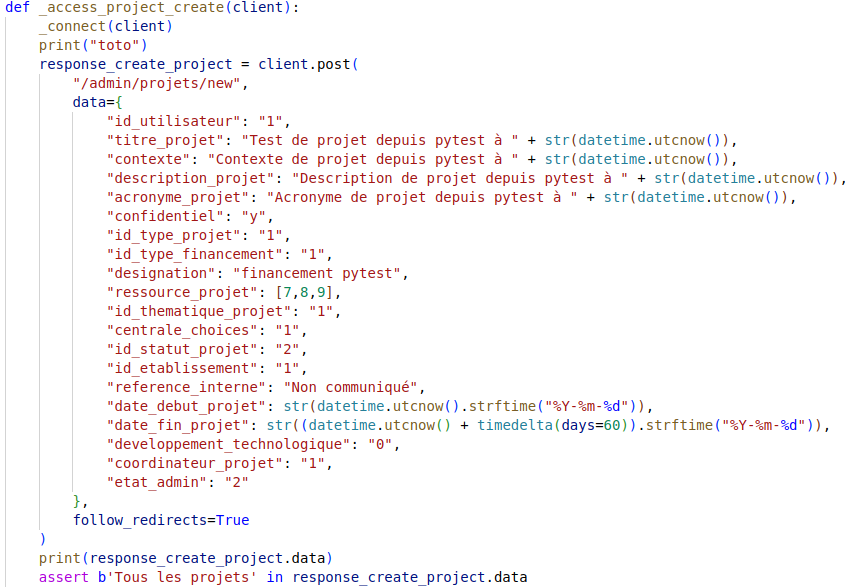 def _access_project_create(client):
    _connect(client)
    print("toto")
    response_create_project = client.post(
        "/admin/projets/new",
        data={
            "id_utilisateur": "1",
            "titre_projet": "Test de projet depuis pytest à " + str(datetime.utcnow()),
            "contexte": "Contexte de projet depuis pytest à " + str(datetime.utcnow()),
            "description_projet": "Description de projet depuis pytest à " + str(datetime.utcnow()),
            "acronyme_projet": "Acronyme de projet depuis pytest à " + str(datetime.utcnow()),
            "confidentiel": "y",
            "id_type_projet": "1",
            "id_type_financement": "1",
            "designation": "financement pytest",
            "ressource_projet": [7,8,9],
            "id_thematique_projet": "1",
            "centrale_choices": "1",
            "id_statut_projet": "2",
            "id_etablissement": "1",
            "reference_interne": "Non communiqué",
            "date_debut_projet": str(datetime.utcnow().strftime("%Y-%m-%d")),
            "date_fin_projet": str((datetime.utcnow() + timedelta(days=60)).strftime("%Y-%m-%d")),
            "developpement_technologique": "0",
            "coordinateur_projet": "1",
            "etat_admin": "2"
        },
        follow_redirects=True
    )
    print(response_create_project.data)
    assert b'Tous les projets' in response_create_project.data